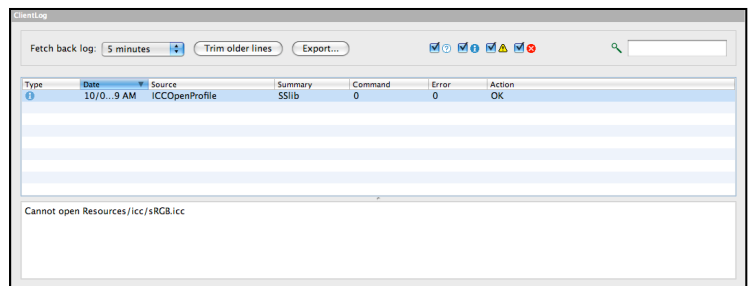 ClientLog
Fetch back log: 5 minutes Trim older lines Export...
Type Date Source Summary Command Error Action
10/0...9 AM ICCOpenProfile SSlib 0 0 OK
Cannot open Resources/icc/sRGB.icc